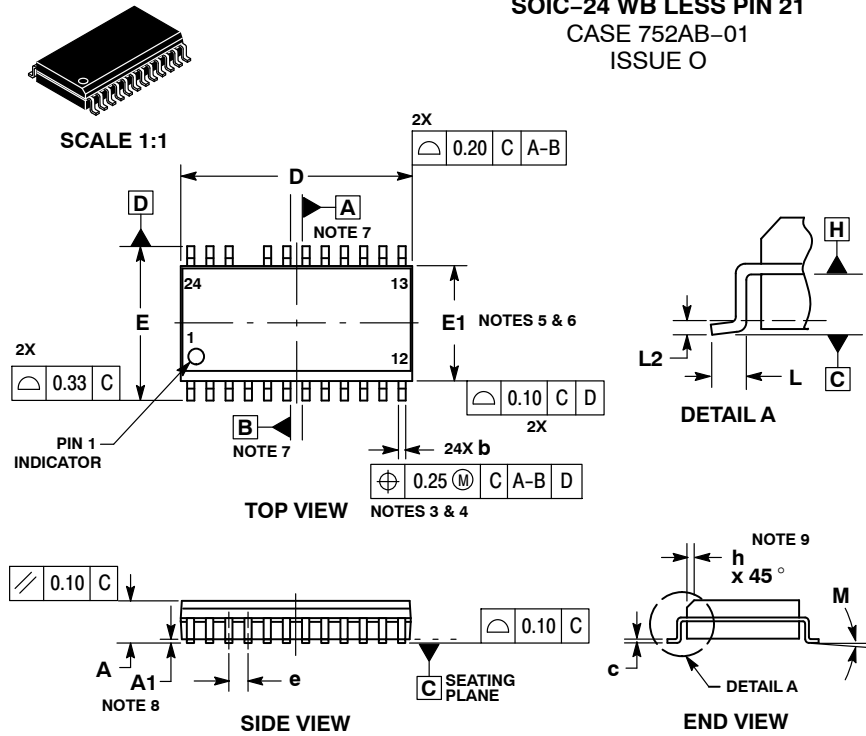 SOIC−24 WB LESS PIN 21
CASE 752AB−01
ISSUE O
SCALE 1:1
2X
⌓ 0.20 C A-B
D
D
A
NOTE 7
24
13
E
E1
NOTES 5 & 6
1
12
2X
⌓ 0.33 C
⌓ 0.10 C D
2X
B
NOTE 7
24X b
PIN 1
INDICATOR
⌖ 0.25 Ⓜ C A-B D
TOP VIEW
NOTES 3 & 4
H
L2
L
C
DETAIL A
// 0.10 C
⌓ 0.10 C
A
A1
NOTE 8
e
C
SEATING
PLANE
SIDE VIEW
NOTE 9
h
x 45 °
M
c
DETAIL A
END VIEW